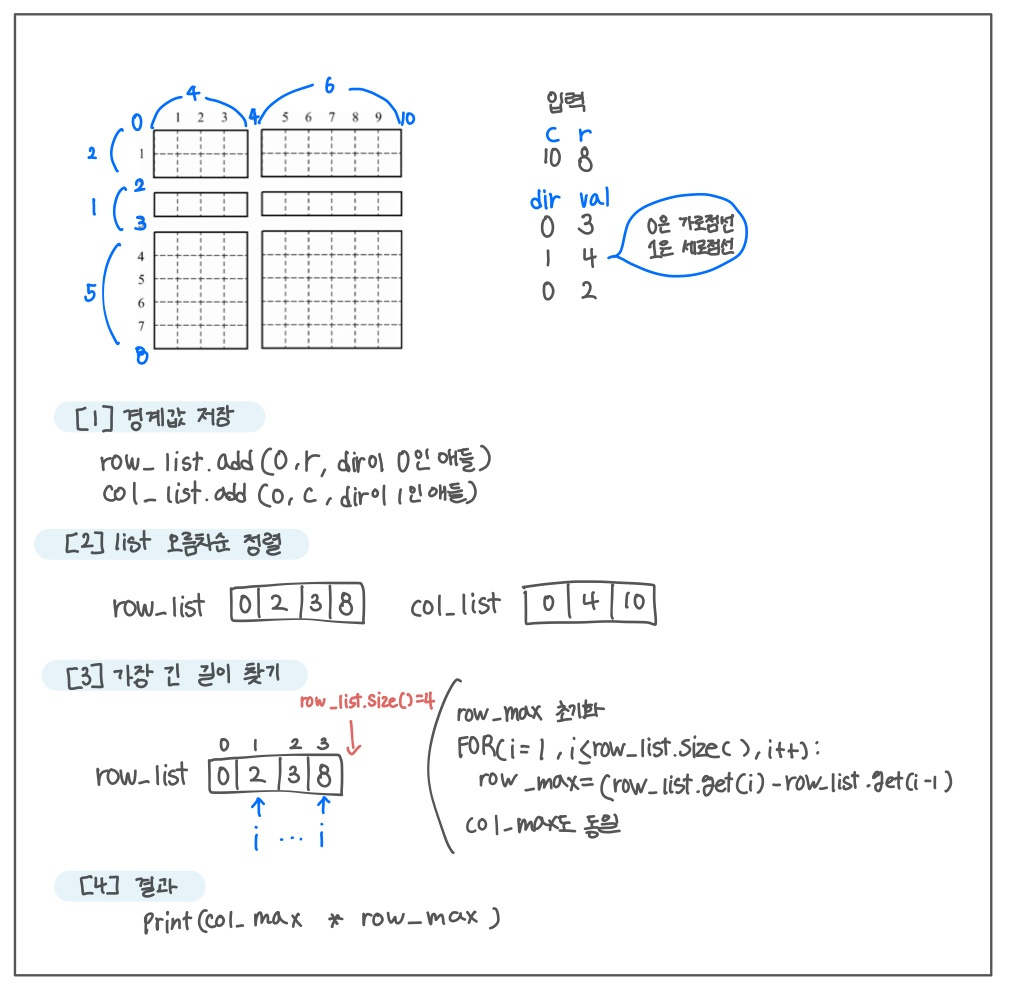 4 6
0 1 2 3 4 5 6 7 8 9 10
2 1
2
1
3
4
5
5
6
7
8
입력
c r
10 8
dir val
0 3
1 4
0 2
0은 가로점선
1은 세로점선
[1] 경계값 저장
row_list.add(0, r, dir이 0인 애들)
col_list.add(0, c, dir이 1인 애들)
[2] list 오름차순 정렬
row_list 0 2 3 8 col_list 0 4 10
[3] 가장 긴 길이 찾기
row_list.size()=4
0 1 2 3
row_list 0 2 3 8
i ... i
row_max 초기화
FOR(i=1, i≤row_list.size(), i++):
row_max=(row_list.get(i)-row_list.get(i-1)
col_max도 동일
[4] 결과
print(col_max * row_max)